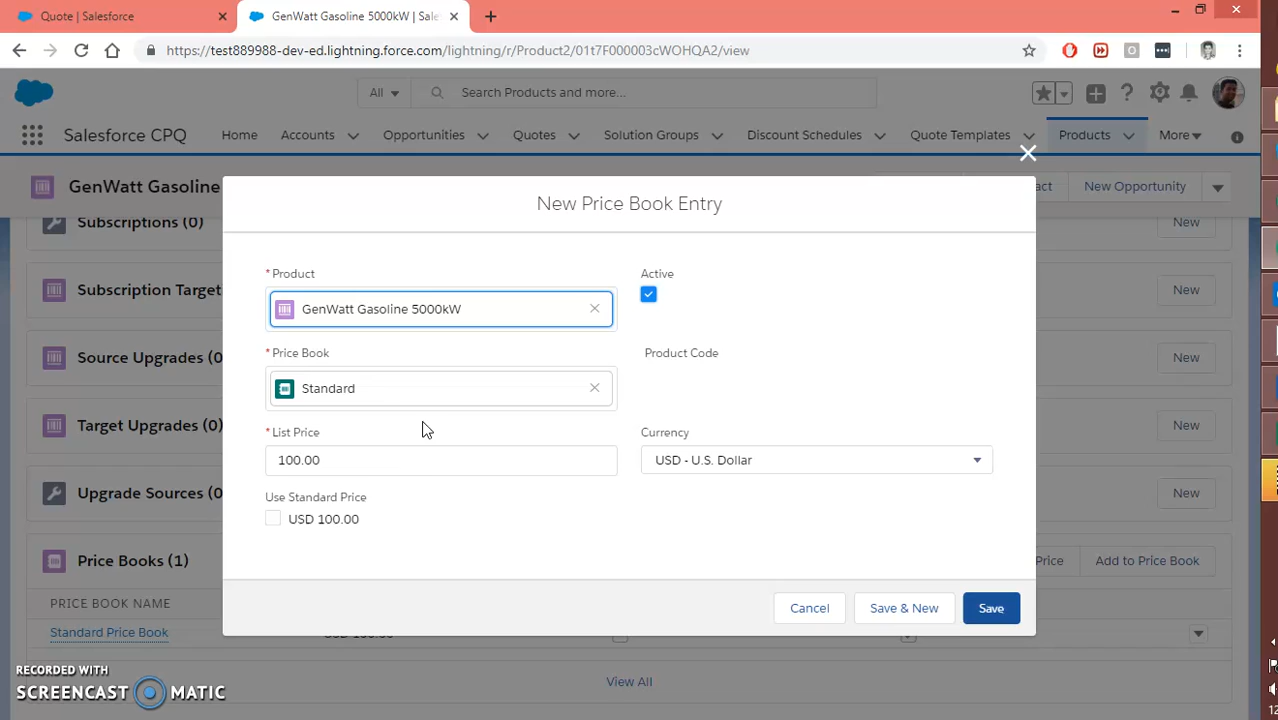 Quote | Salesforce
GenWatt Gasoline 5000kW | Sale
https://test889988-dev-ed.lightning.force.com/lightning/r/Product2/01t7F000003cWOHQA2/view
All
Search Products and more...
Salesforce CPQ
Home
Accounts
Opportunities
Quotes
Solution Groups
Discount Schedules
Quote Templates
Products
More
GenWatt Gasoline
act
New Opportunity
Subscriptions (0)
New
Subscription Target
New
Source Upgrades (0)
New
Target Upgrades (0)
New
Upgrade Sources (0
New
Price Books (1)
Price
Add to Price Book
PRICE BOOK NAME
Standard Price Book
USD 100.00
View All
New Price Book Entry
* Product
GenWatt Gasoline 5000kW
Active
* Price Book
Standard
Product Code
* List Price
100.00
Currency
USD - U.S. Dollar
Use Standard Price
USD 100.00
Cancel
Save & New
Save
RECORDED WITH
SCREENCAST MATIC